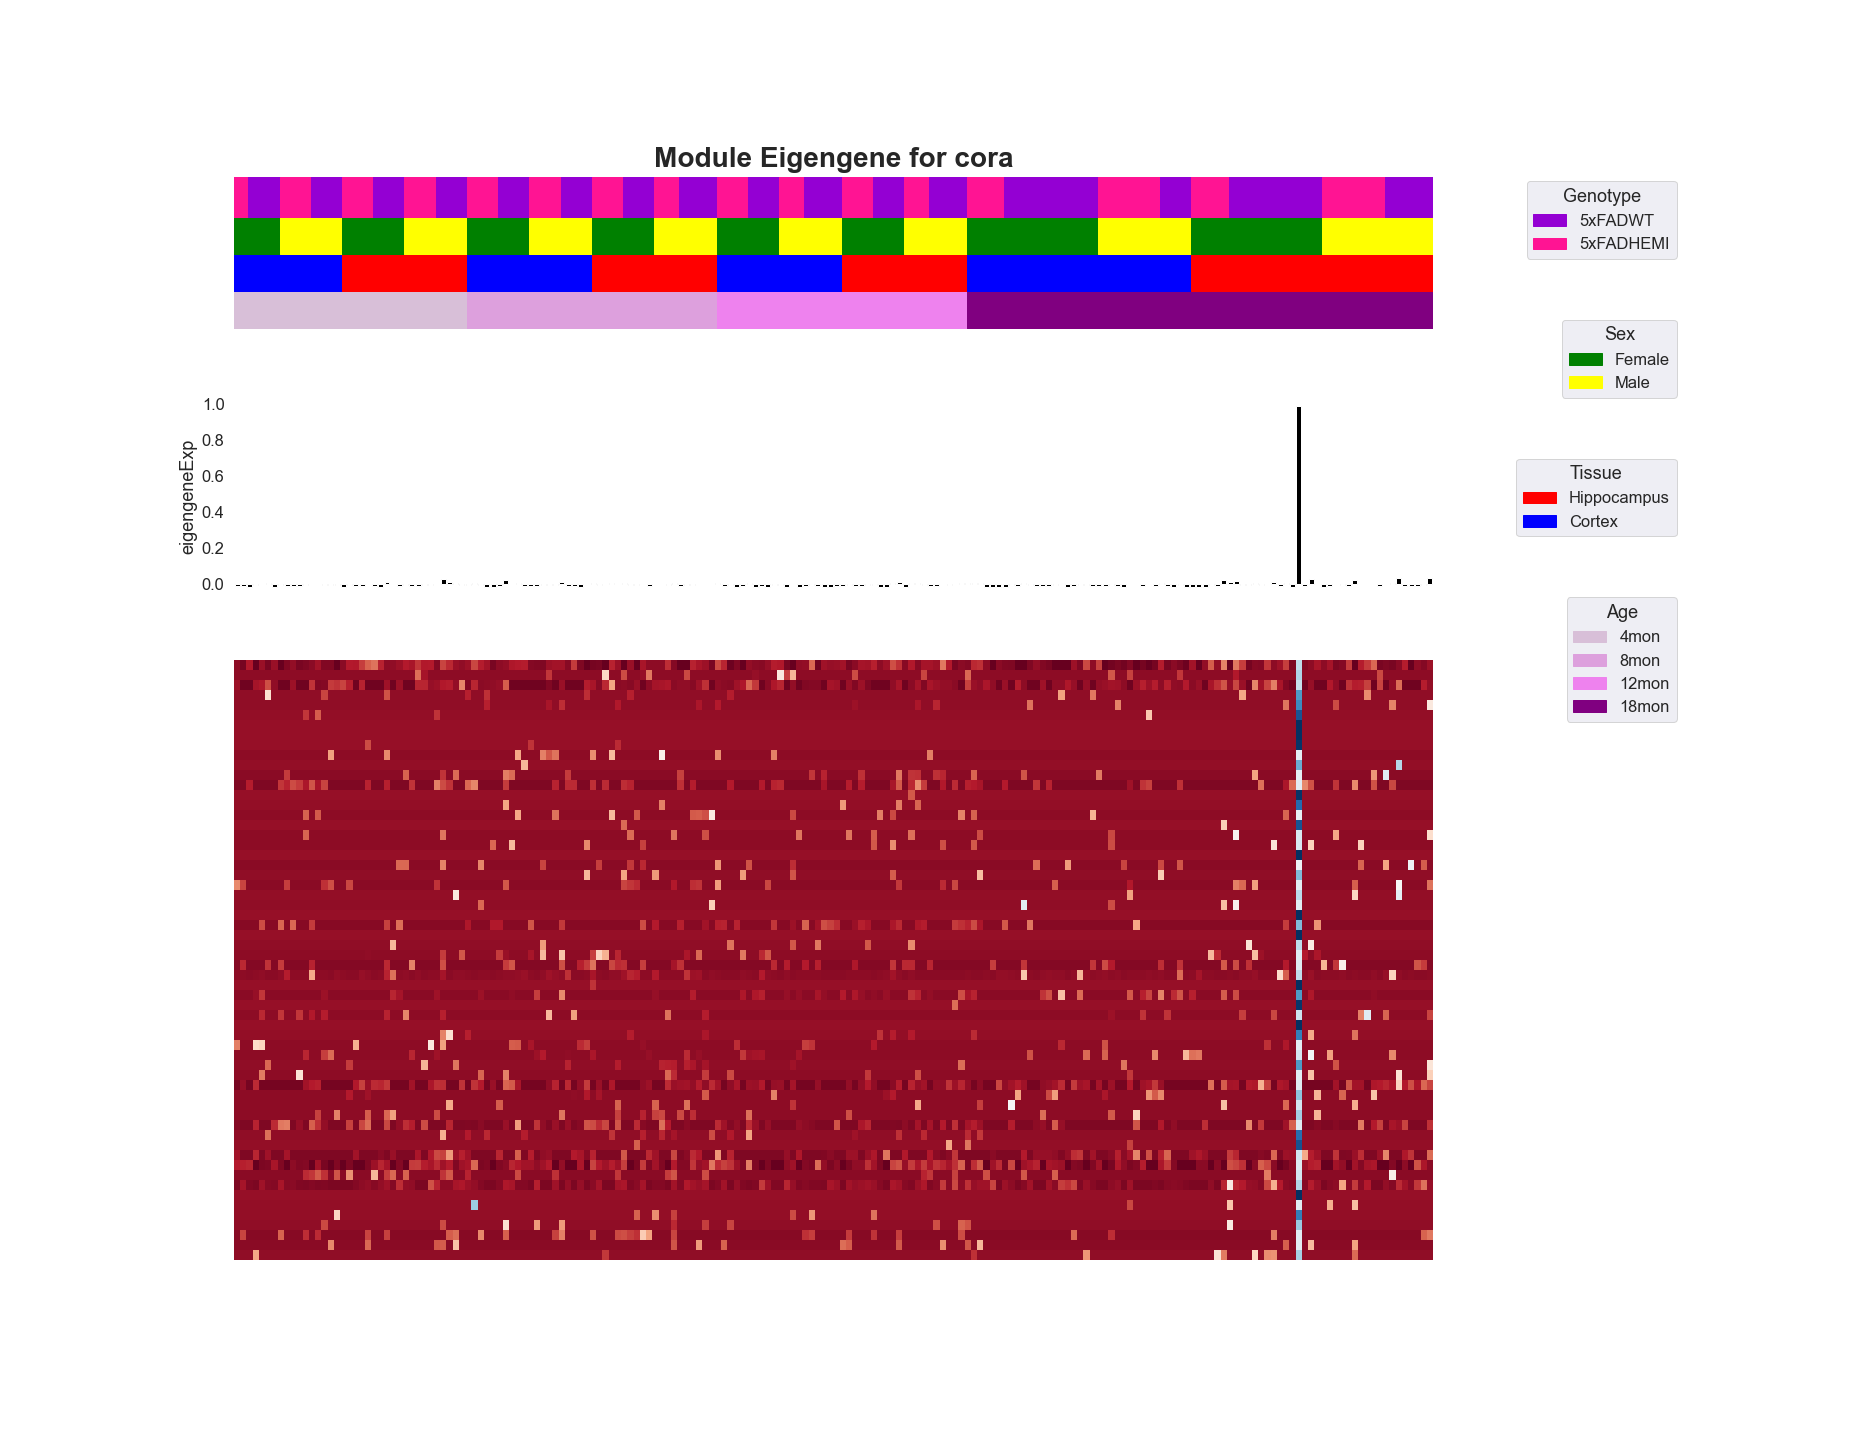 Module Eigengene for cora
Genotype
5xFADWT
5xFADHEMI
Sex
Female
Male
1.0
0.8
0.6
0.4
0.2
0.0
eigengeneExp
Tissue
Hippocampus
Cortex
Age
4mon
8mon
12mon
18mon